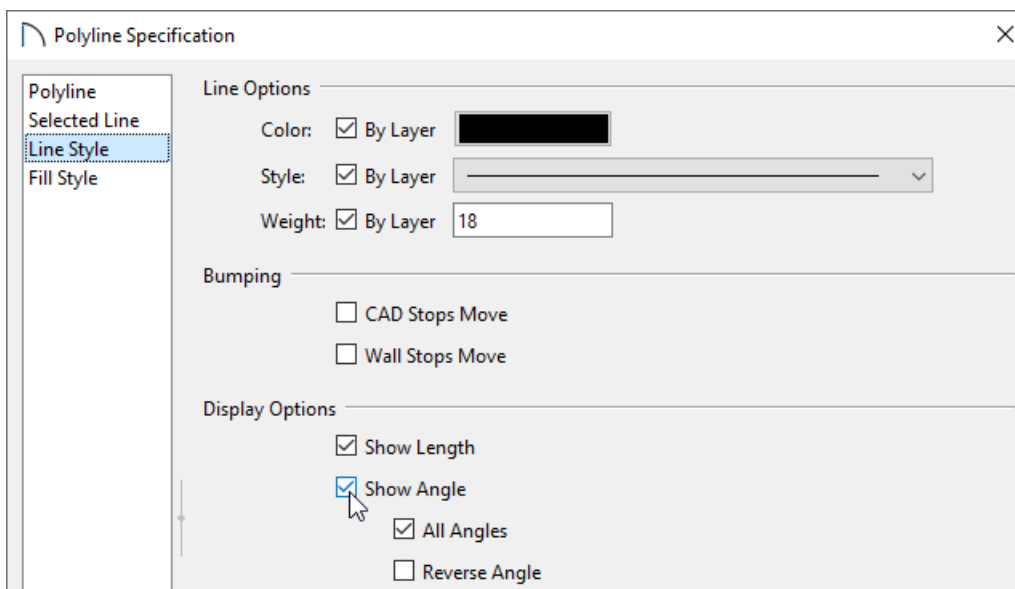 Polyline Specification
Polyline
Selected Line
Line Style
Fill Style
Line Options
Color: By Layer
Style: By Layer
Weight: By Layer 18
Bumping
CAD Stops Move
Wall Stops Move
Display Options
Show Length
Show Angle
All Angles
Reverse Angle